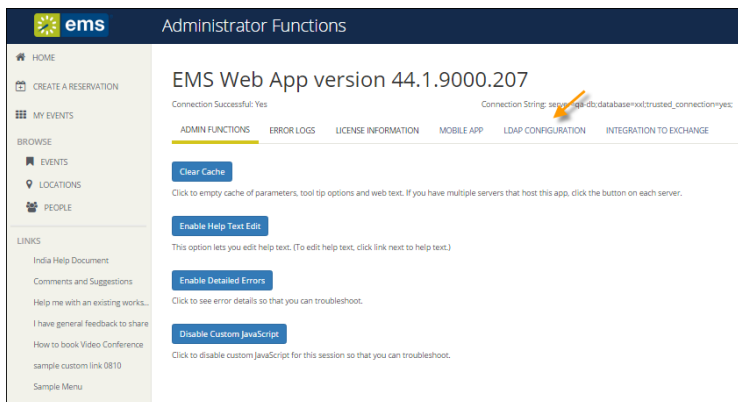 ems
Administrator Functions
HOME
CREATE A RESERVATION
MY EVENTS
BROWSE
EVENTS
LOCATIONS
PEOPLE
LINKS
India Help Document
Comments and Suggestions
Help me with an existing works...
I have general feedback to share
How to book Video Conference
sample custom link 0810
Sample Menu
EMS Web App version 44.1.9000.207
Connection Successful: Yes
Connection String: db;database=xxl;trusted_connection=yes;
ADMIN FUNCTIONS ERROR LOGS LICENSE INFORMATION MOBILE APP LDAP CONFIGURATION INTEGRATION TO EXCHANGE
Clear Cache
Click to empty cache of parameters, tool tip options and web text. If you have multiple servers that host this app, click the button on each server.
Enable Help Text Edit
This option lets you edit help text. (To edit help text, click link next to help text.)
Enable Detailed Errors
Click to see error details so that you can troubleshoot.
Disable Custom JavaScript
Click to disable custom JavaScript for this session so that you can troubleshoot.